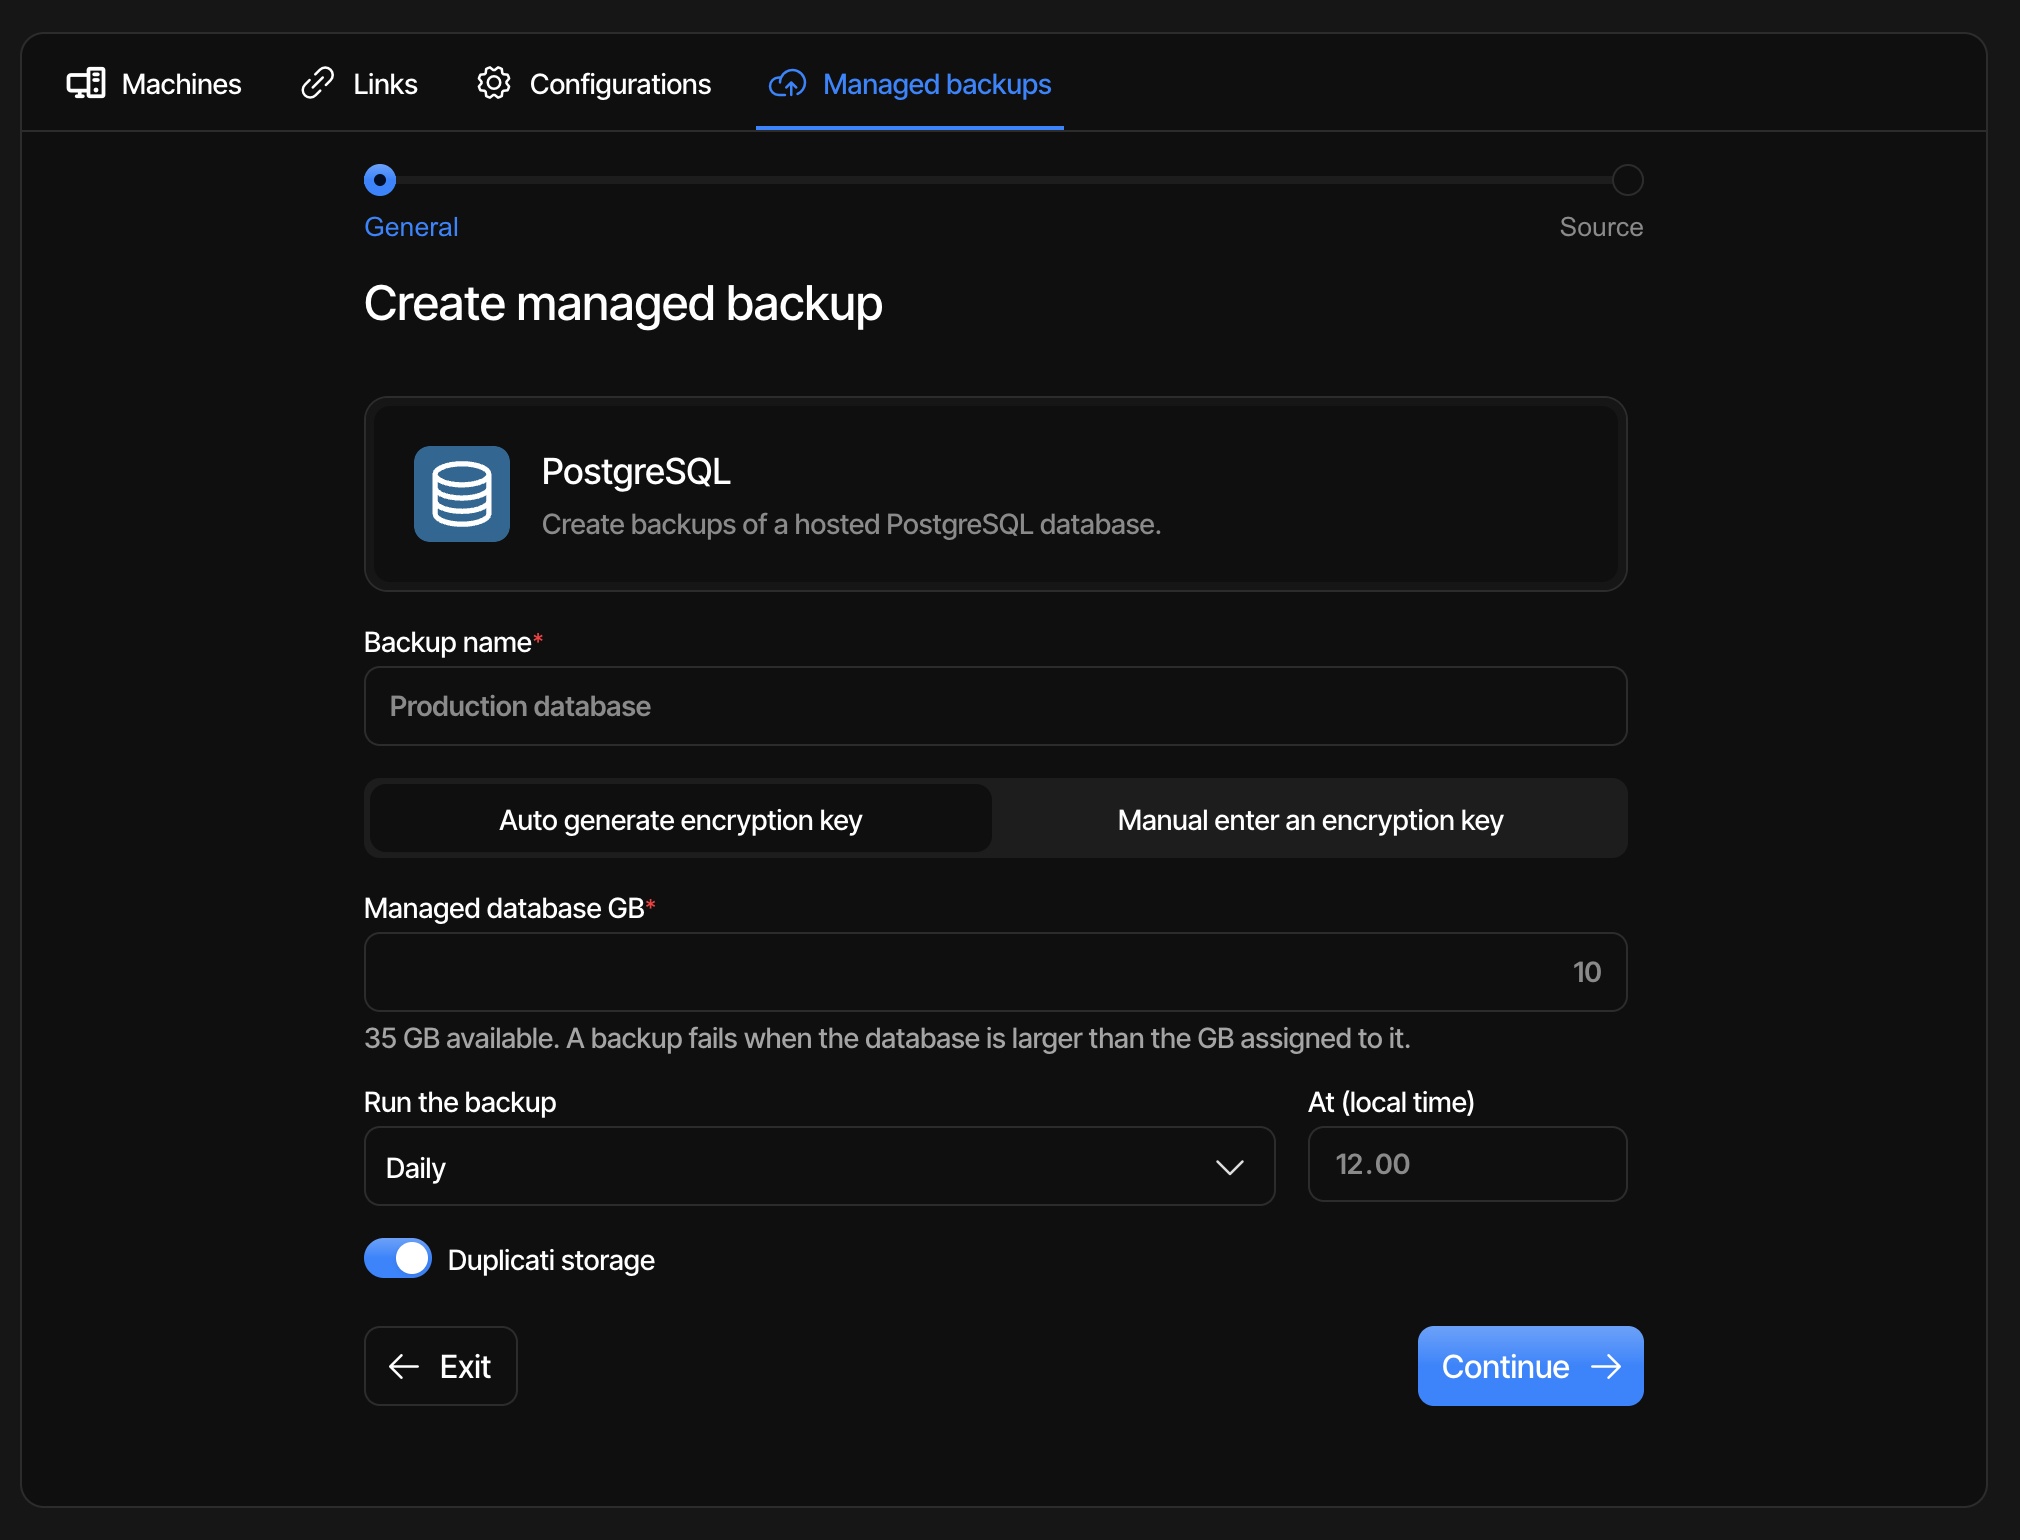 Machines
Links
Configurations
Managed backups
General
Source
Create managed backup
PostgreSQL
Create backups of a hosted PostgreSQL database.
Backup name*
Production database
Auto generate encryption key
Manual enter an encryption key
Managed database GB*
10
35 GB available. A backup fails when the database is larger than the GB assigned to it.
Run the backup
At (local time)
Daily
12.00
Duplicati storage
Exit
Continue